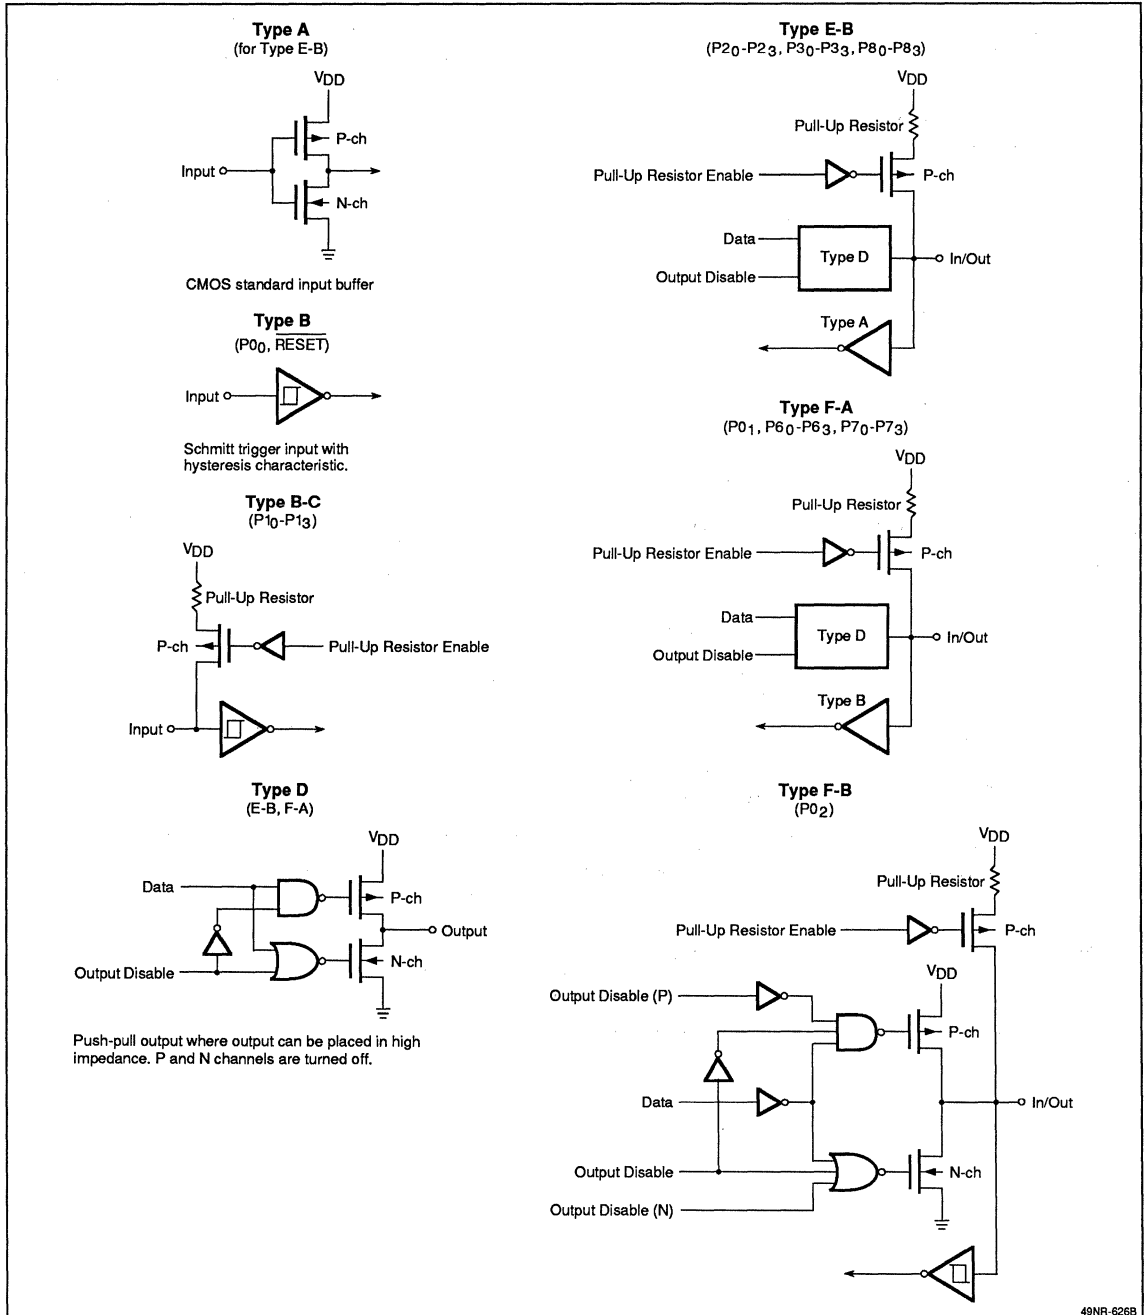 Type A
(for Type E-B)
VDD
P-ch
Input
N-ch
CMOS standard input buffer
Type B
(P00, RESET)
Input
Schmitt trigger input with
hysteresis characteristic.
Type B-C
(P10-P13)
VDD
Pull-Up Resistor
P-ch
Pull-Up Resistor Enable
Input
Type D
(E-B, F-A)
VDD
Data
P-ch
Output
N-ch
Output Disable
Push-pull output where output can be placed in high
impedance. P and N channels are turned off.
Type E-B
(P20-P23, P30-P33, P80-P83)
VDD
Pull-Up Resistor
Pull-Up Resistor Enable
P-ch
Data
Type D
In/Out
Output Disable
Type A
Type F-A
(P01, P60-P63, P70-P73)
VDD
Pull-Up Resistor
Pull-Up Resistor Enable
P-ch
Data
Type D
In/Out
Output Disable
Type B
Type F-B
(P02)
VDD
Pull-Up Resistor
Pull-Up Resistor Enable
P-ch
VDD
Output Disable (P)
P-ch
Data
In/Out
Output Disable
N-ch
Output Disable (N)
49NR-626B